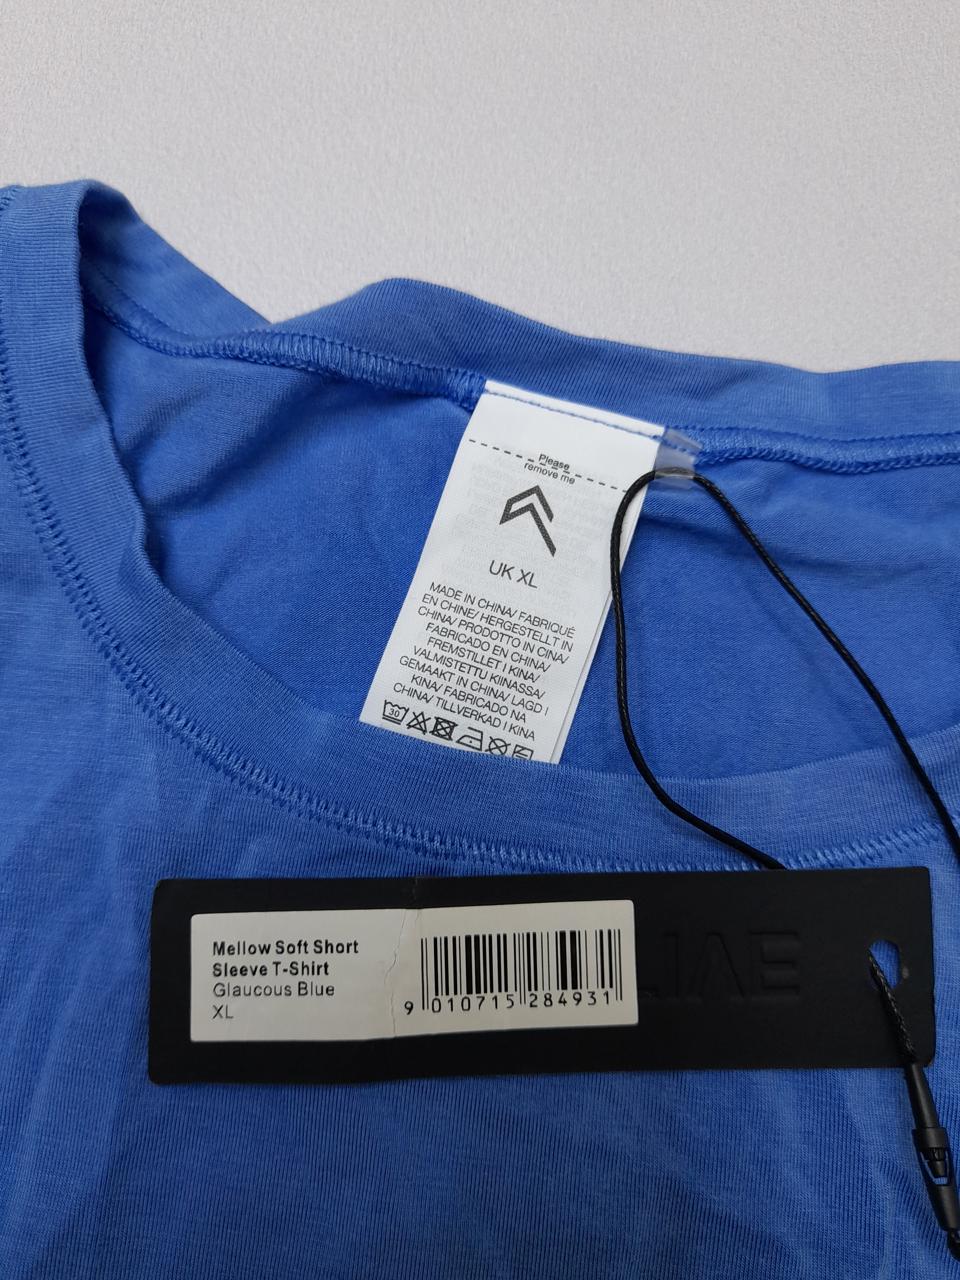 Please
remove me
UK XL
MADE IN CHINA/ FABRIQUÉ
EN CHINE/ HERGESTELLT IN
CHINA/ PRODOTTO IN CINA/
FABRICADO EN CHINA/
FREMSTILLET I KINA/
VALMISTETTU KIINASSA/
GEMAAKT IN CHINA/ LAGD I
KINA/ FABRICADO NA
CHINA/ TILLVERKAD I KINA
30
Mellow Soft Short
Sleeve T-Shirt
Glaucous Blue
XL
9 010715 284931